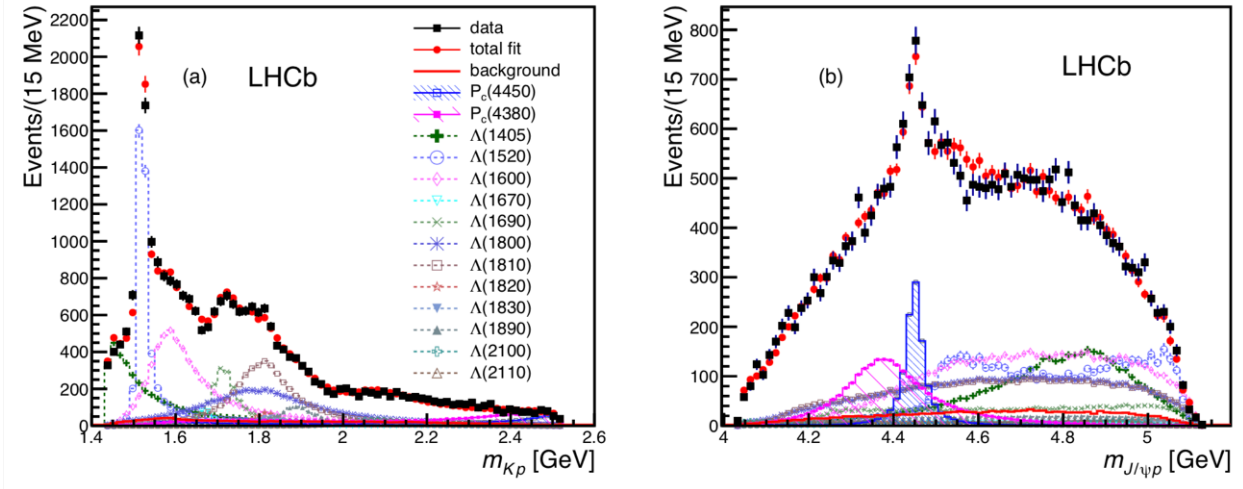 Events/(15 MeV)
2200
2000
1800
1600
1400
1200
1000
800
600
400
200
0
1.4
1.6
1.8
2
2.2
2.4
2.6
m_{Kp} [GeV]
(a)
LHCb
data
total fit
background
P_c(4450)
P_c(4380)
Λ(1405)
Λ(1520)
Λ(1600)
Λ(1670)
Λ(1690)
Λ(1800)
Λ(1810)
Λ(1820)
Λ(1830)
Λ(1890)
Λ(2100)
Λ(2110)
Events/(15 MeV)
800
700
600
500
400
300
200
100
0
4
4.2
4.4
4.6
4.8
5
m_{J/ψp} [GeV]
(b)
LHCb